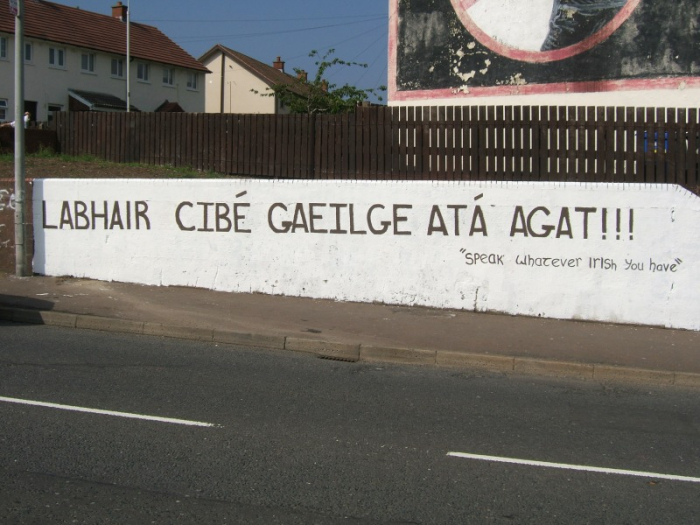 LABHAIR CIBÉ GAEILGE ATÁ AGAT!!!
"Speak whatever Irish you have"